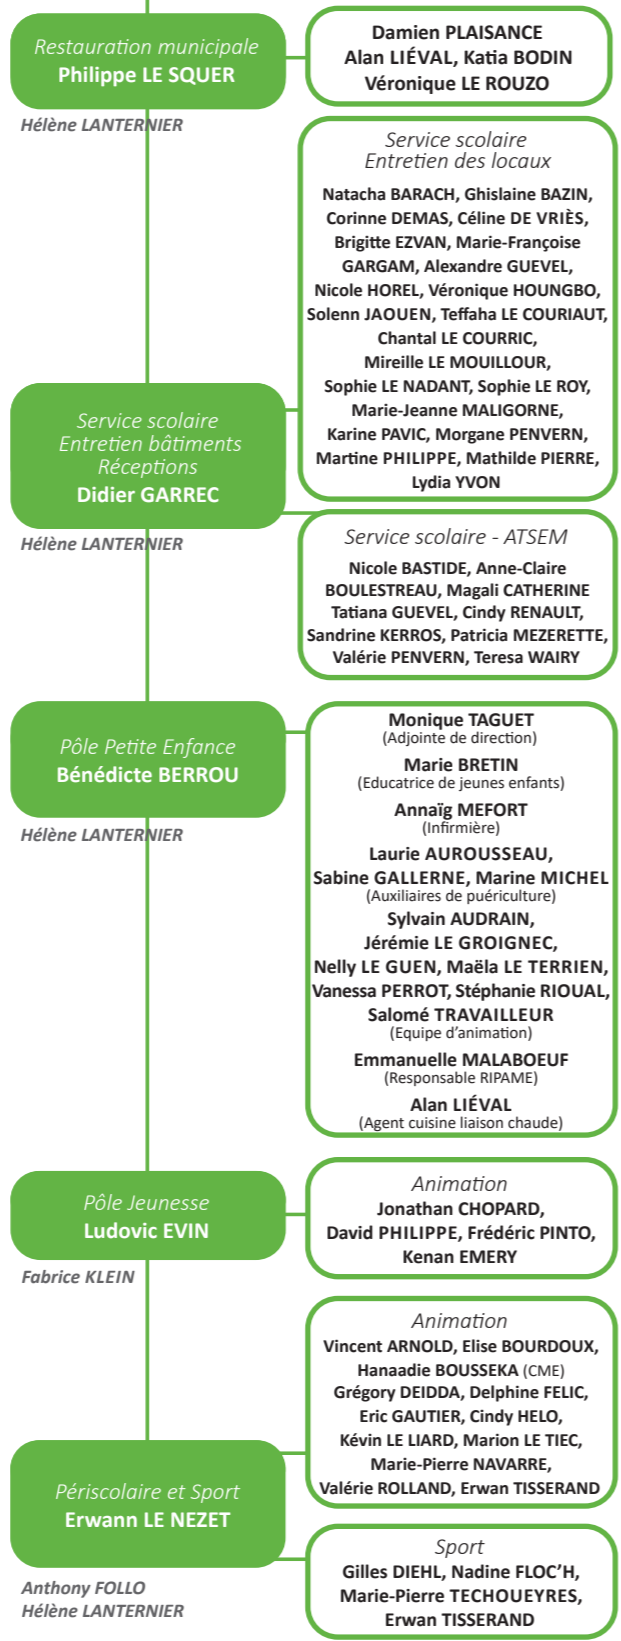 Restauration municipale
Philippe LE SQUER
Hélène LANTERNIER
Damien PLAISANCE
Alan LIÉVAL, Katia BODIN
Véronique LE ROUZO
Service scolaire
Entretien bâtiments
Réceptions
Didier GARREC
Hélène LANTERNIER
Service scolaire
Entretien des locaux
Natacha BARACH, Ghislaine BAZIN,
Corinne DEMAS, Céline DE VRIÈS,
Brigitte EZVAN, Marie-Françoise
GARGAM, Alexandre GUEVEL,
Nicole HOREL, Véronique HOUNGBO,
Solenn JAOUEN, Teffaha LE COURIAUT,
Chantal LE COURRIC,
Mireille LE MOUILLOUR,
Sophie LE NADANT, Sophie LE ROY,
Marie-Jeanne MALIGORNE,
Karine PAVIC, Morgane PENVERN,
Martine PHILIPPE, Mathilde PIERRE,
Lydia YVON
Service scolaire - ATSEM
Nicole BASTIDE, Anne-Claire
BOULESTREAU, Magali CATHERINE
Tatiana GUEVEL, Cindy RENAULT,
Sandrine KERROS, Patricia MEZERETTE,
Valérie PENVERN, Teresa WAIRY
Pôle Petite Enfance
Bénédicte BERROU
Hélène LANTERNIER
Monique TAGUET
(Adjointe de direction)
Marie BRETIN
(Educatrice de jeunes enfants)
Annaïg MEFORT
(Infirmière)
Laurie AUROUSSEAU,
Sabine GALLERNE, Marine MICHEL
(Auxiliaires de puériculture)
Sylvain AUDRAIN,
Jérémie LE GROIGNEC,
Nelly LE GUEN, Maëla LE TERRIEN,
Vanessa PERROT, Stéphanie RIOUAL,
Salomé TRAVAILLEUR
(Equipe d’animation)
Emmanuelle MALABOEUF
(Responsable RIPAME)
Alan LIÉVAL
(Agent cuisine liaison chaude)
Pôle Jeunesse
Ludovic EVIN
Fabrice KLEIN
Animation
Jonathan CHOPARD,
David PHILIPPE, Frédéric PINTO,
Kenan EMERY
Périscolaire et Sport
Erwann LE NEZET
Anthony FOLLO
Hélène LANTERNIER
Animation
Vincent ARNOLD, Elise BOURDOUX,
Hanaadie BOUSSEKA (CME)
Grégory DEIDDA, Delphine FELIC,
Eric GAUTIER, Cindy HELO,
Kévin LE LIARD, Marion LE TIEC,
Marie-Pierre NAVARRE,
Valérie ROLLAND, Erwan TISSERAND
Sport
Gilles DIEHL, Nadine FLOC’H,
Marie-Pierre TECHOUEYRES,
Erwan TISSERAND